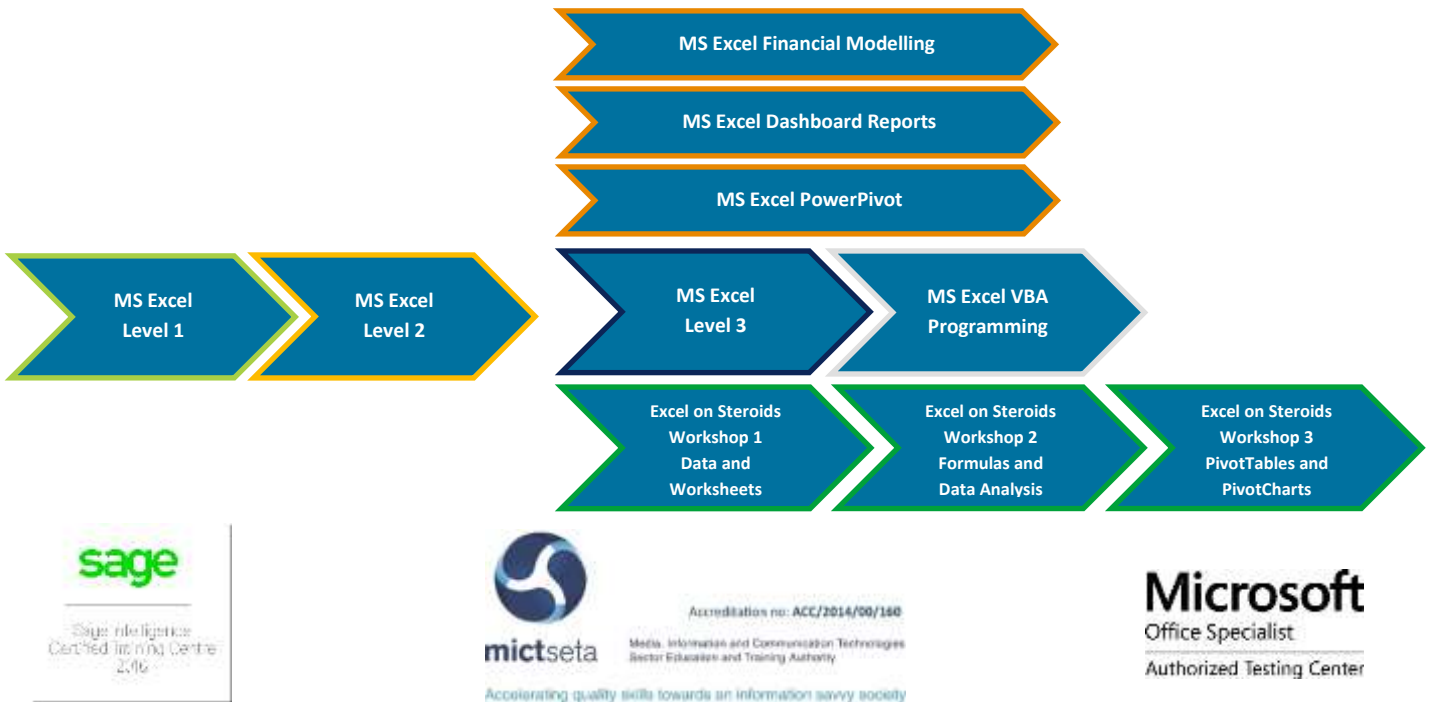 MS Excel Financial Modelling
MS Excel Dashboard Reports
MS Excel PowerPivot
MS Excel
Level 1
MS Excel
Level 2
MS Excel
Level 3
MS Excel VBA
Programming
Excel on Steroids
Workshop 1
Data and
Worksheets
Excel on Steroids
Workshop 2
Formulas and
Data Analysis
Excel on Steroids
Workshop 3
PivotTables and
PivotCharts
sage
Sage Intelligence
Certified Training Centre
mictseta
Accreditation no: ACC/2014/00/160
Media, Information and Communication Technologies
Sector Education and Training Authority
Accelerating quality skills towards an information savvy society
Microsoft
Office Specialist
Authorized Testing Center